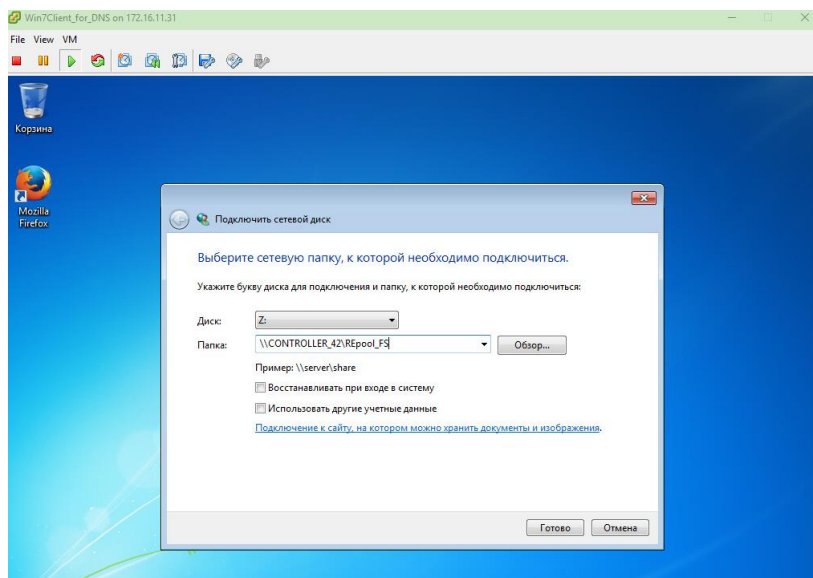 Win7Client_for_DNS on 172.16.11.31
File View VM
Корзина
Mozilla
Firefox
Подключить сетевой диск
Выберите сетевую папку, к которой необходимо подключиться.
Укажите букву диска для подключения и папку, к которой необходимо подключиться:
Диск: Z:
Папка: \\CONTROLLER_42\REpool_FS Обзор...
Пример: \\server\share
Восстанавливать при входе в систему
Использовать другие учетные данные
Подключение к сайту, на котором можно хранить документы и изображения.
Готово Отмена